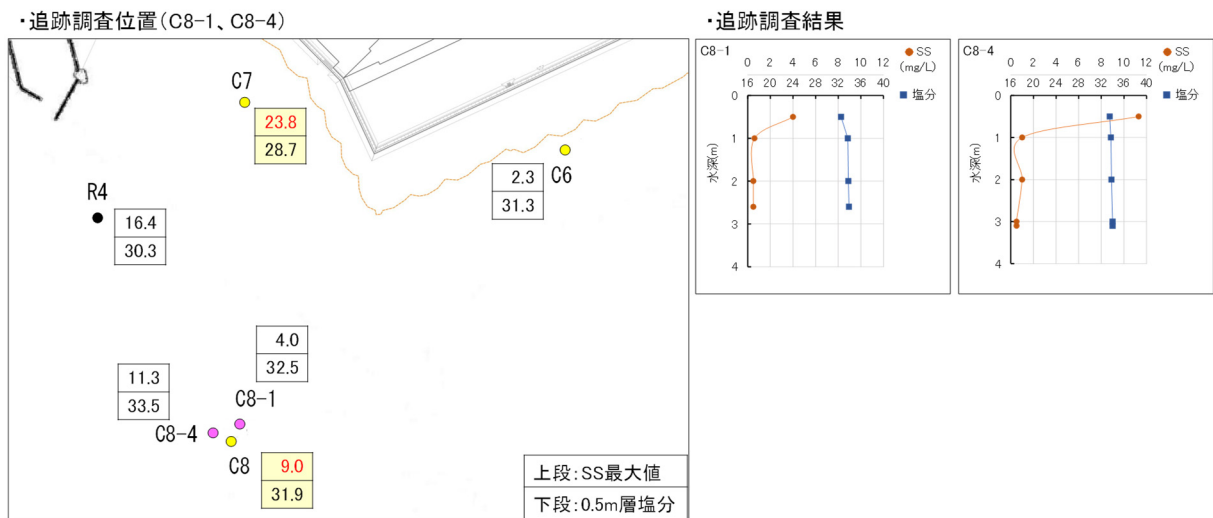 ・追跡調査位置(C8-1、C8-4)
C7
23.8
28.7
C6
2.3
31.3
R4
16.4
30.3
4.0
32.5
11.3
33.5
C8-1
C8-4
C8
9.0
31.9
上段:SS最大値
下段:0.5m層塩分
・追跡調査結果
C8-1
0 2 4 6 8 10 12
16 20 24 28 32 36 40
SS
(mg/L)
塩分
水深(m)
0
1
2
3
4
C8-4
0 2 4 6 8 10 12
16 20 24 28 32 36 40
SS
(mg/L)
塩分
水深(m)
0
1
2
3
4